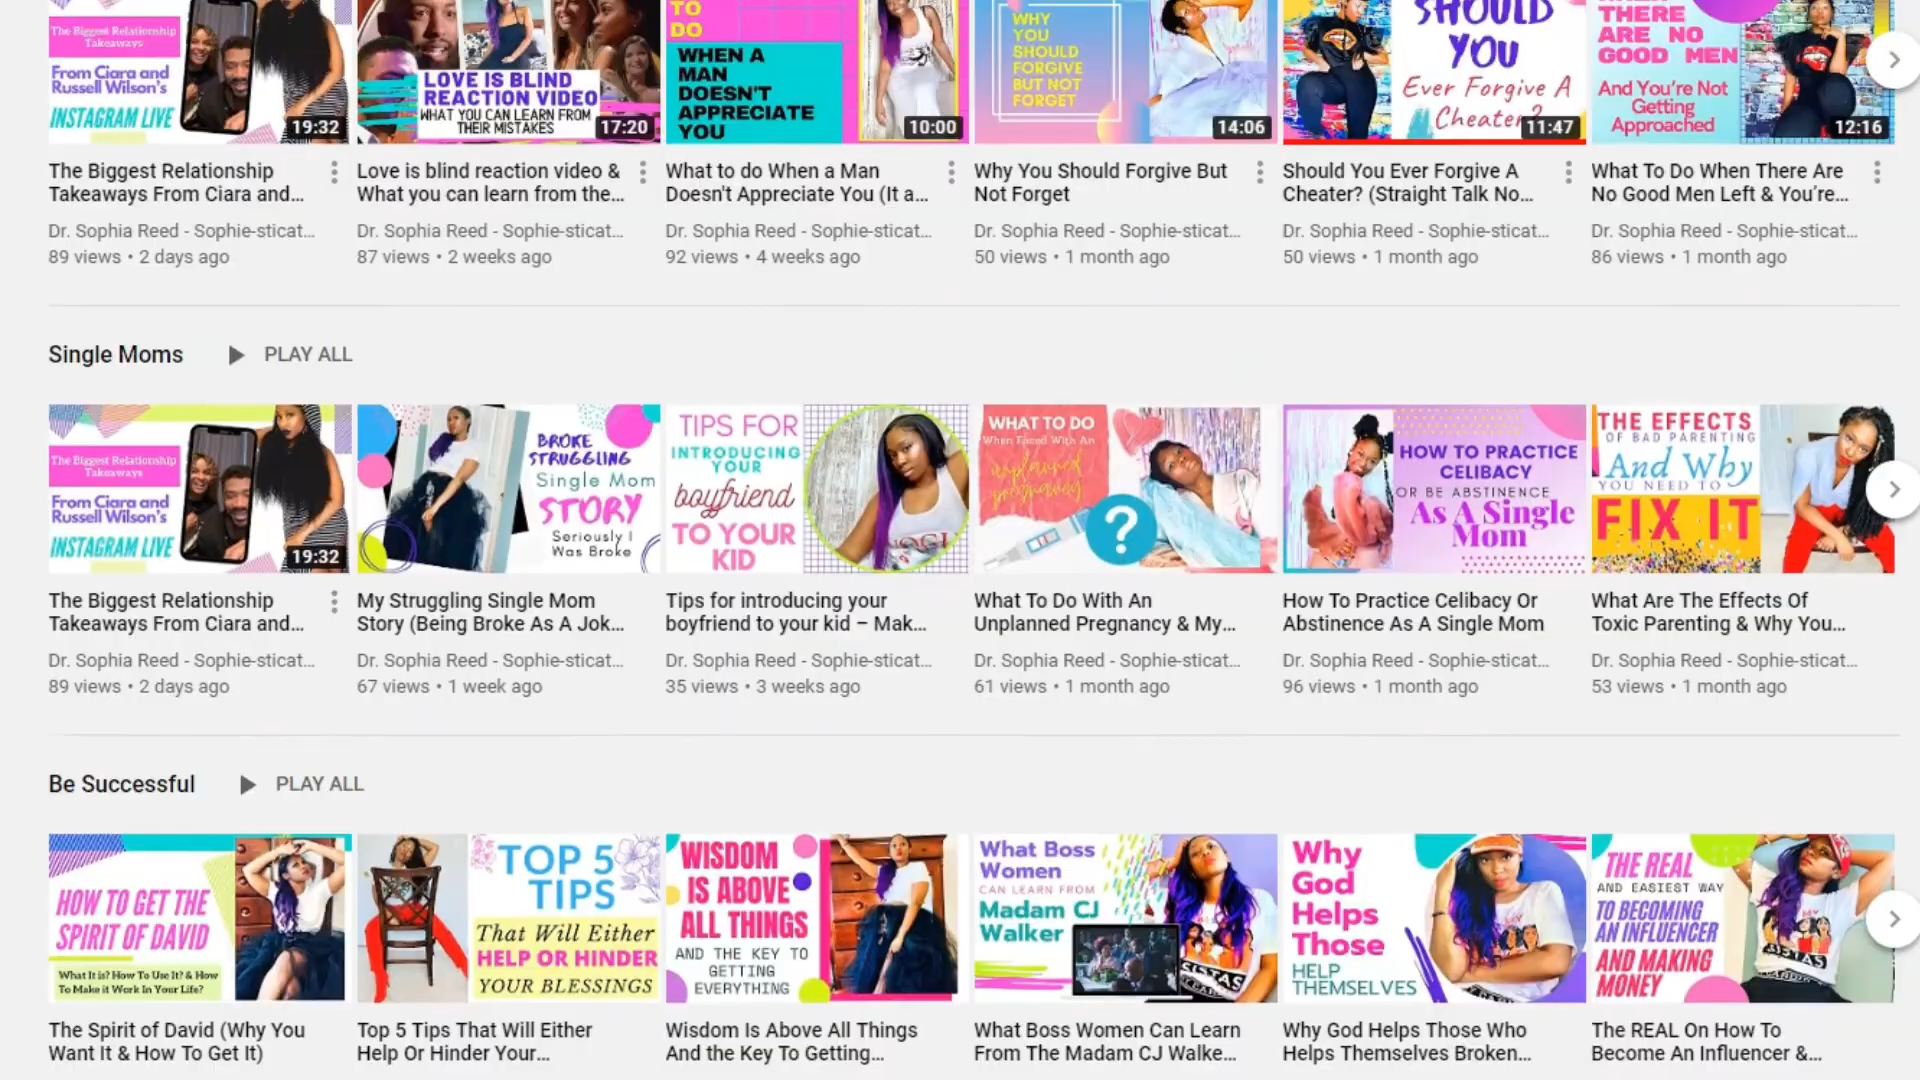 The Biggest Relationship
Takeaways
From Ciara and
Russell Wilson's
INSTAGRAM LIVE
19:32
LOVE IS BLIND
REACTION VIDEO
WHAT YOU CAN LEARN FROM
THEIR MISTAKES
17:20
TO
DO
WHEN A
MAN
DOESN'T
APPRECIATE
YOU
10:00
WHY
YOU
SHOULD
FORGIVE
BUT NOT
FORGET
14:06
SHOULD
YOU
Ever Forgive A
Cheater?
11:47
THERE
ARE NO
GOOD MEN
And You're Not
Getting
Approached
12:16
The Biggest Relationship
Takeaways From Ciara and...
Dr. Sophia Reed - Sophie-sticat...
89 views • 2 days ago
Love is blind reaction video &
What you can learn from the...
Dr. Sophia Reed - Sophie-sticat...
87 views • 2 weeks ago
What to do When a Man
Doesn't Appreciate You (It a...
Dr. Sophia Reed - Sophie-sticat...
92 views • 4 weeks ago
Why You Should Forgive But
Not Forget
Dr. Sophia Reed - Sophie-sticat...
50 views • 1 month ago
Should You Ever Forgive A
Cheater? (Straight Talk No...
Dr. Sophia Reed - Sophie-sticat...
50 views • 1 month ago
What To Do When There Are
No Good Men Left & You're...
Dr. Sophia Reed - Sophie-sticat...
86 views • 1 month ago
Single Moms PLAY ALL
The Biggest Relationship
Takeaways
From Ciara and
Russell Wilson's
INSTAGRAM LIVE
19:32
BROKE
STRUGGLING
Single Mom
STORY
Seriously I
Was Broke
TIPS FOR
INTRODUCING
YOUR
boyfriend
TO YOUR
KID
WHAT TO DO
When Faced With An
unplanned
pregnancy
?
HOW TO PRACTICE
CELIBACY
OR BE ABSTINENCE
As A Single
Mom
THE EFFECTS
OF BAD PARENTING
And Why
YOU NEED TO
FIX IT
The Biggest Relationship
Takeaways From Ciara and...
Dr. Sophia Reed - Sophie-sticat...
89 views • 2 days ago
My Struggling Single Mom
Story (Being Broke As A Jok...
Dr. Sophia Reed - Sophie-sticat...
67 views • 1 week ago
Tips for introducing your
boyfriend to your kid – Mak...
Dr. Sophia Reed - Sophie-sticat...
35 views • 3 weeks ago
What To Do With An
Unplanned Pregnancy & My...
Dr. Sophia Reed - Sophie-sticat...
61 views • 1 month ago
How To Practice Celibacy Or
Abstinence As A Single Mom
Dr. Sophia Reed - Sophie-sticat...
96 views • 1 month ago
What Are The Effects Of
Toxic Parenting & Why You...
Dr. Sophia Reed - Sophie-sticat...
53 views • 1 month ago
Be Successful PLAY ALL
HOW TO GET THE
SPIRIT OF DAVID
What It is? How To Use It? & How
To Make it Work In Your Life?
TOP 5
TIPS
That Will Either
HELP OR HINDER
YOUR BLESSINGS
WISDOM
IS ABOVE
ALL THINGS
AND THE KEY TO
GETTING
EVERYTHING
What Boss
Women
CAN LEARN FROM
Madam CJ
Walker
Why
God
Helps
Those
HELP
THEMSELVES
THE REAL
AND EASIEST WAY
TO BECOMING
AN INFLUENCER
AND MAKING
MONEY
The Spirit of David (Why You
Want It & How To Get It)
Top 5 Tips That Will Either
Help Or Hinder Your...
Wisdom Is Above All Things
And the Key To Getting...
What Boss Women Can Learn
From The Madam CJ Walke...
Why God Helps Those Who
Helps Themselves Broken...
The REAL On How To
Become An Influencer &...